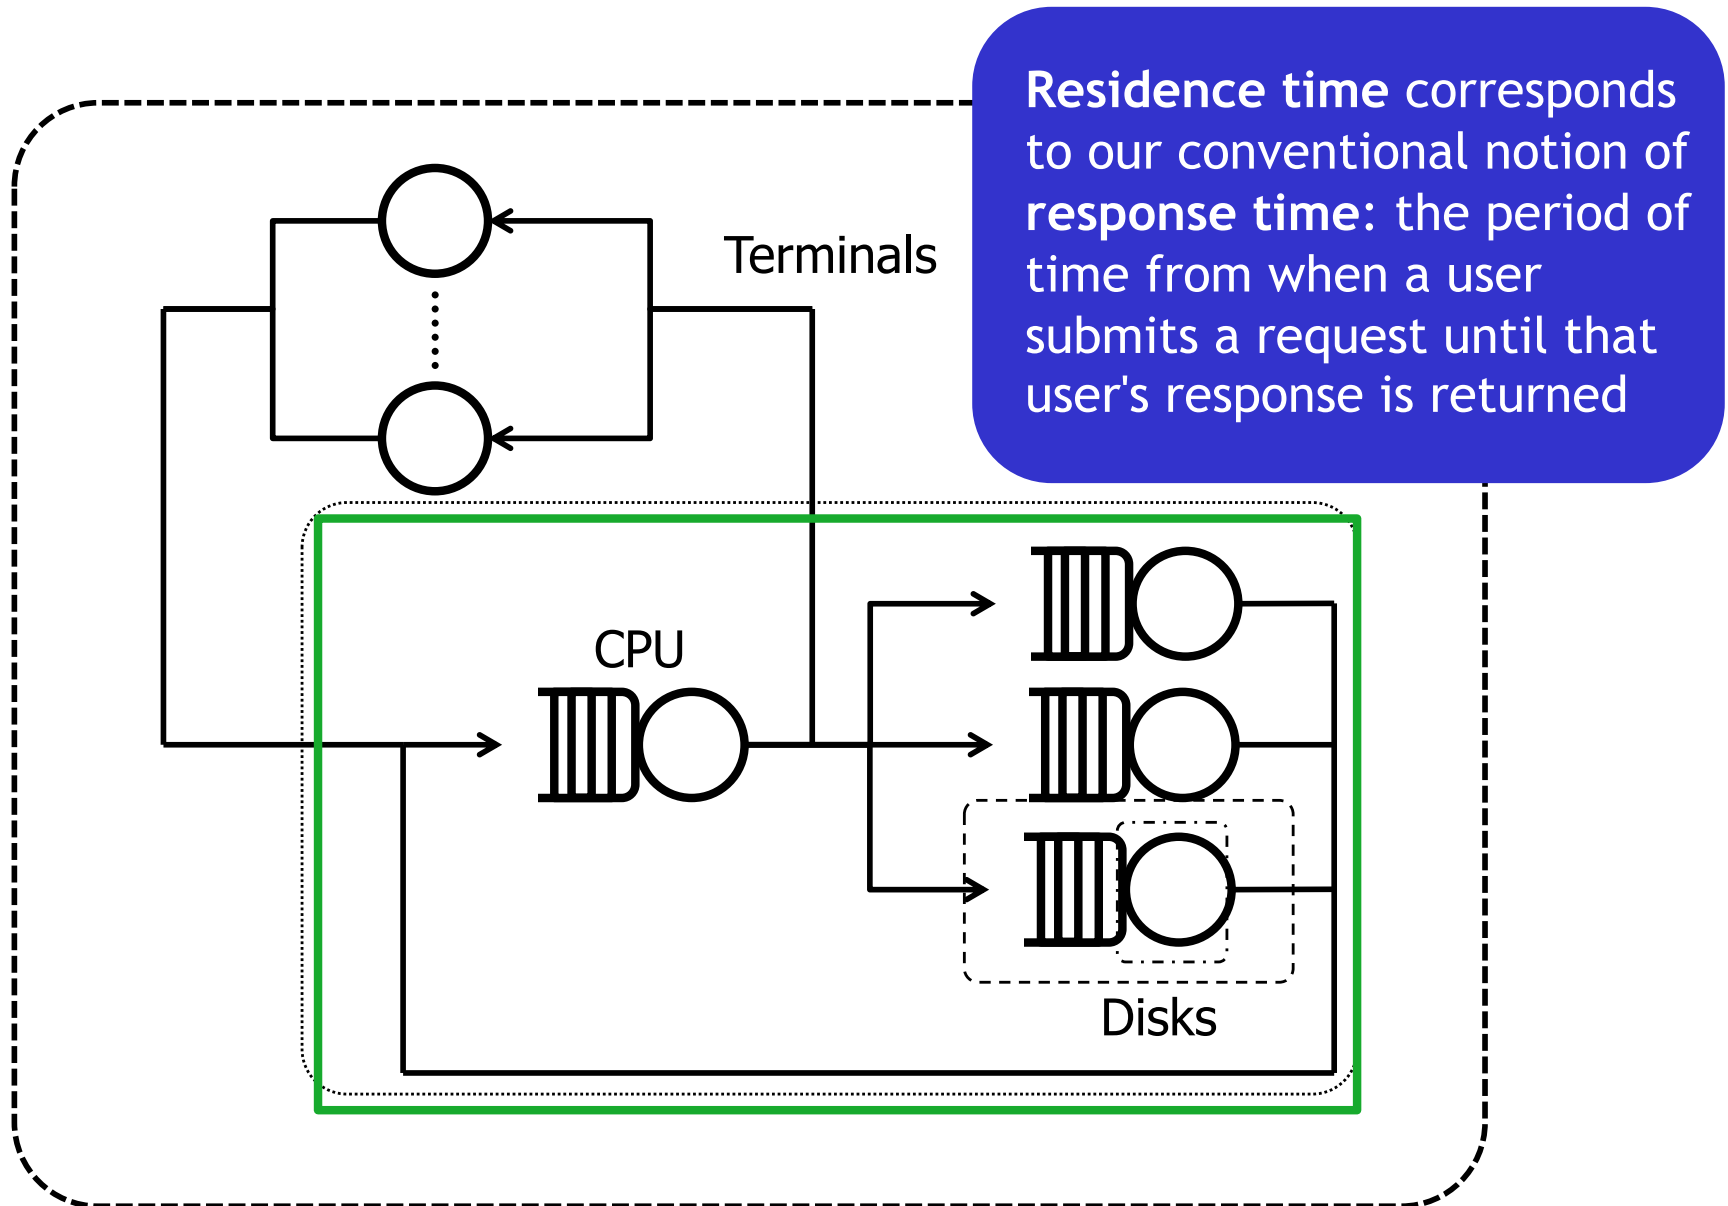 Residence time corresponds
to our conventional notion of
response time: the period of
time from when a user
submits a request until that
user's response is returned
Terminals
CPU
Disks